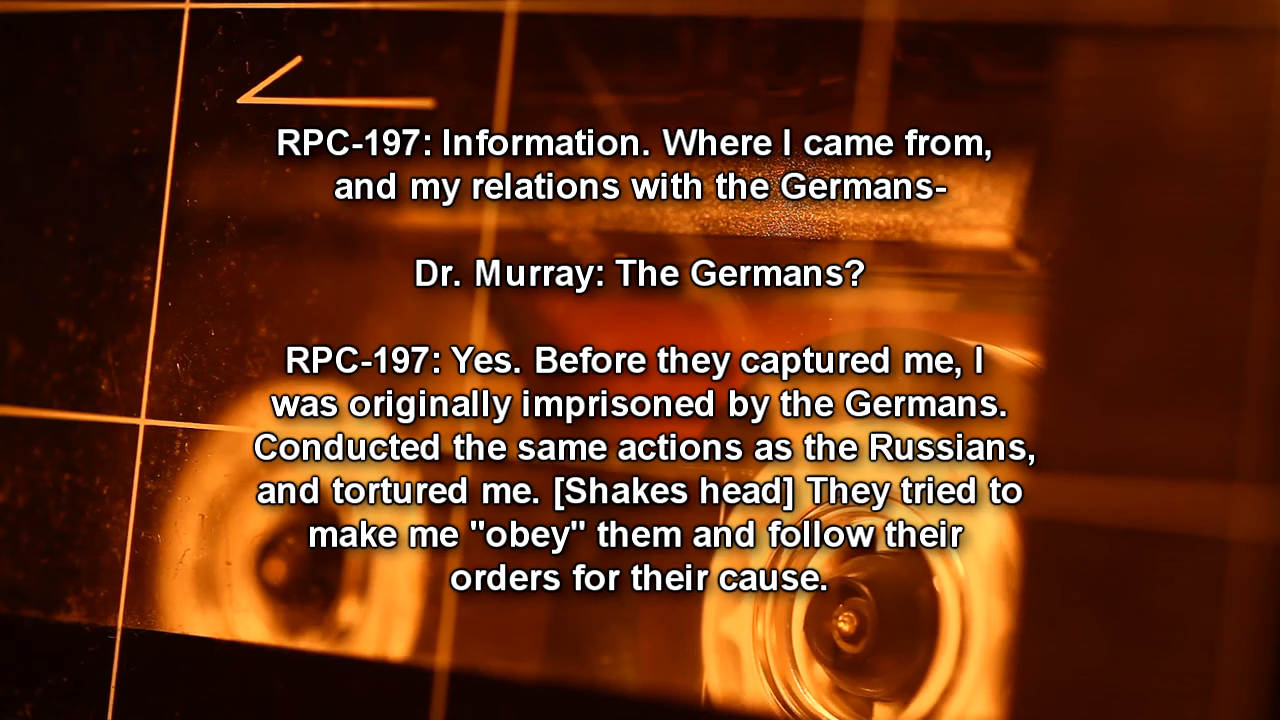 RPC-197: Information. Where I came from,
and my relations with the Germans-
Dr. Murray: The Germans?
RPC-197: Yes. Before they captured me, I
was originally imprisoned by the Germans.
Conducted the same actions as the Russians,
and tortured me. [Shakes head] They tried to
make me "obey" them and follow their
orders for their cause.